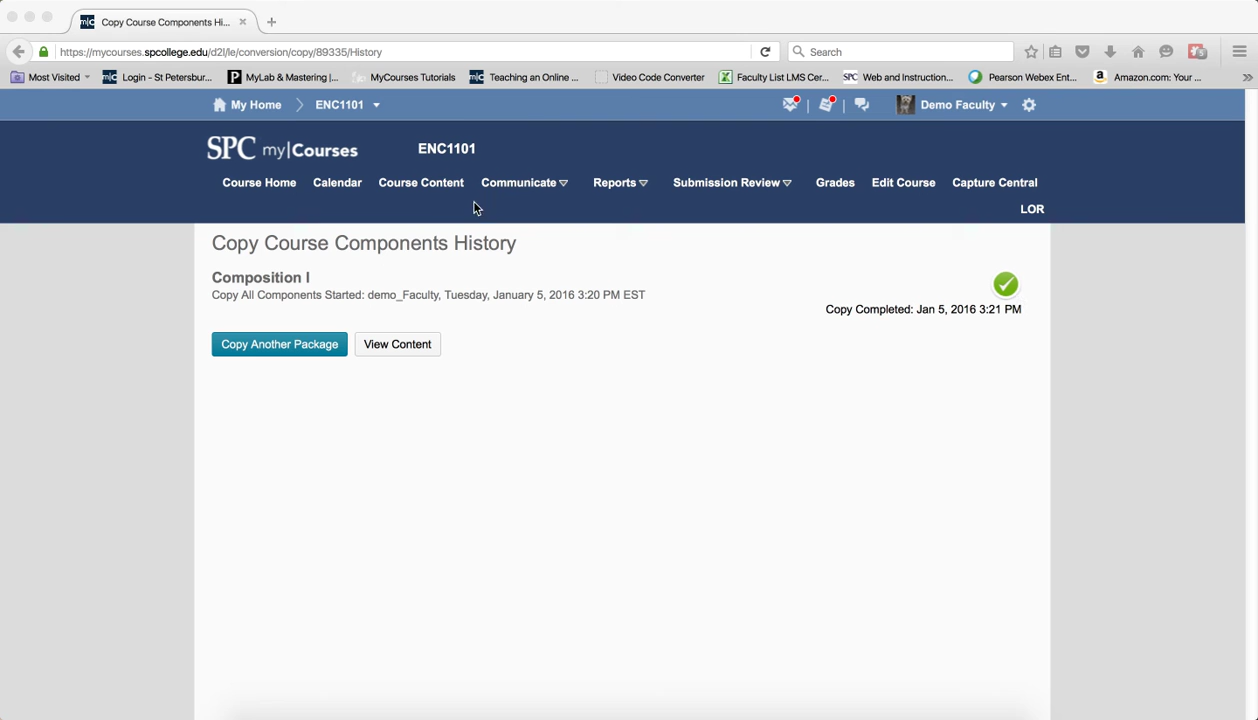 Copy Course Components Hi...
https://mycourses.spcollege.edu/d2l/le/conversion/copy/89335/History
Search
Most Visited
Login - St Petersbur...
MyLab & Mastering |...
MyCourses Tutorials
Teaching an Online ...
Video Code Converter
Faculty List LMS Cer...
Web and Instruction...
Pearson Webex Ent...
Amazon.com: Your ...
My Home
ENC1101
Demo Faculty
SPC my|Courses
ENC1101
Course Home
Calendar
Course Content
Communicate
Reports
Submission Review
Grades
Edit Course
Capture Central
LOR
Copy Course Components History
Composition I
Copy All Components Started: demo_Faculty, Tuesday, January 5, 2016 3:20 PM EST
Copy Completed: Jan 5, 2016 3:21 PM
Copy Another Package
View Content